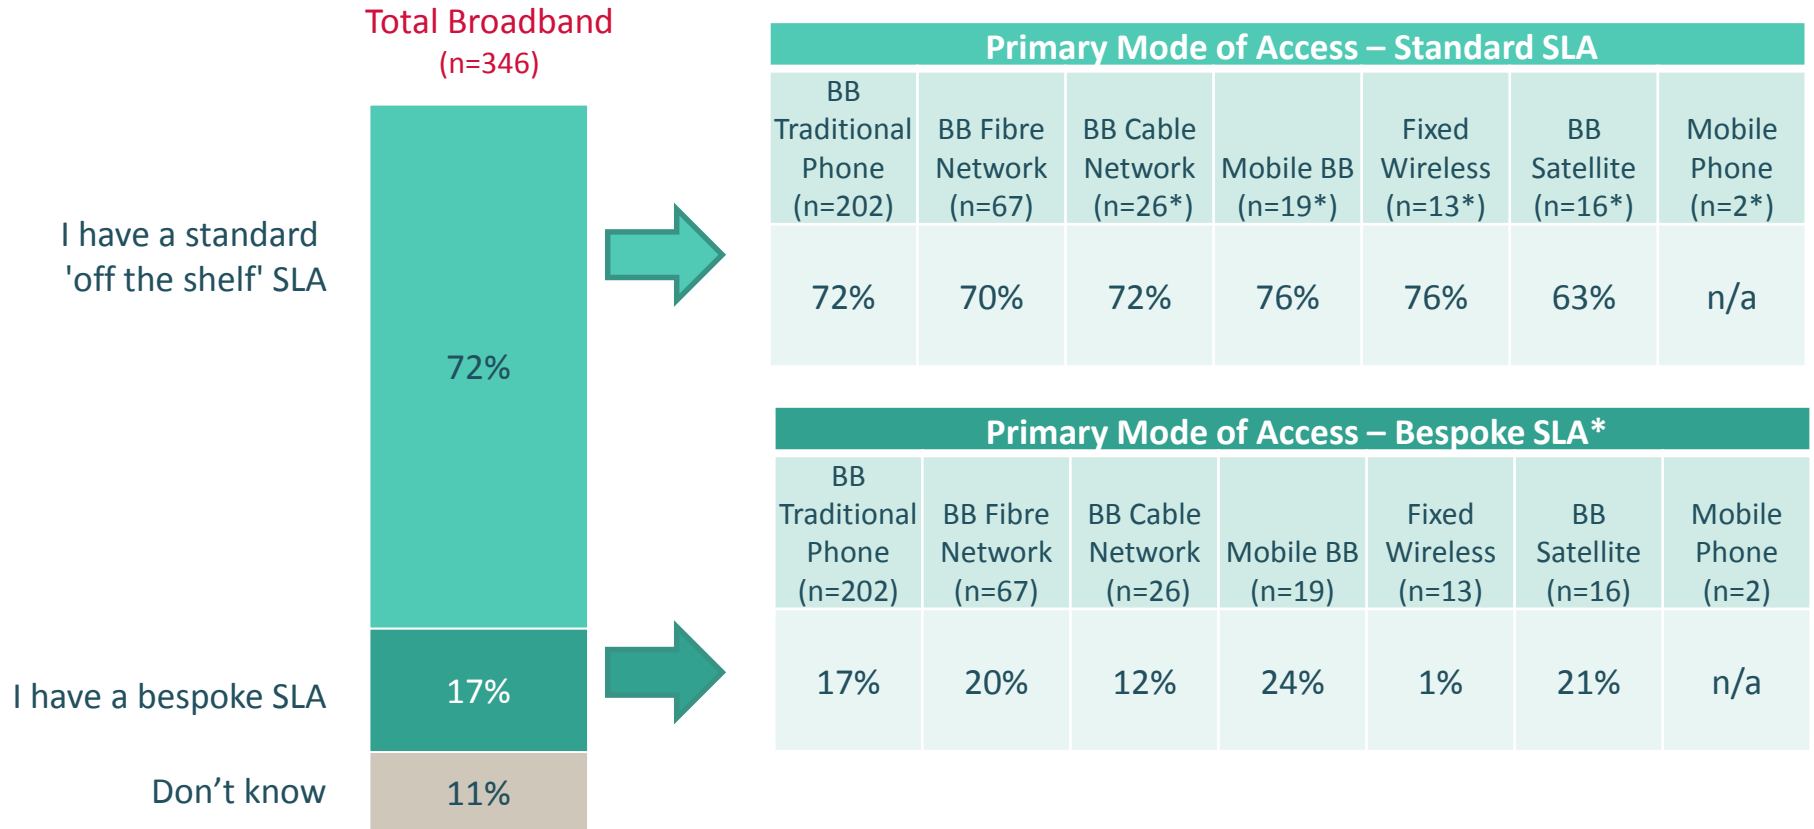 Total Broadband
(n=346)
I have a standard
'off the shelf' SLA
72%
I have a bespoke SLA
17%
Don’t know
11%
Primary Mode of Access – Standard SLA
BB Traditional Phone (n=202)
BB Fibre Network (n=67)
BB Cable Network (n=26*)
Mobile BB (n=19*)
Fixed Wireless (n=13*)
BB Satellite (n=16*)
Mobile Phone (n=2*)
72% 70% 72% 76% 76% 63% n/a
Primary Mode of Access – Bespoke SLA*
BB Traditional Phone (n=202)
BB Fibre Network (n=67)
BB Cable Network (n=26)
Mobile BB (n=19)
Fixed Wireless (n=13)
BB Satellite (n=16)
Mobile Phone (n=2)
17% 20% 12% 24% 1% 21% n/a